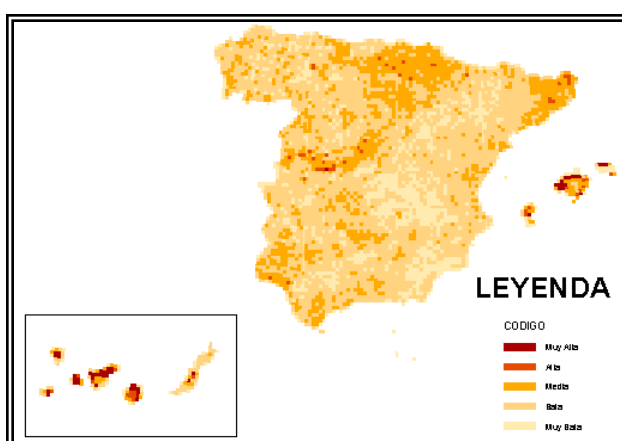 LEYENDA
CODIGO
Muy Alta
Alta
Media
Baja
Muy Baja